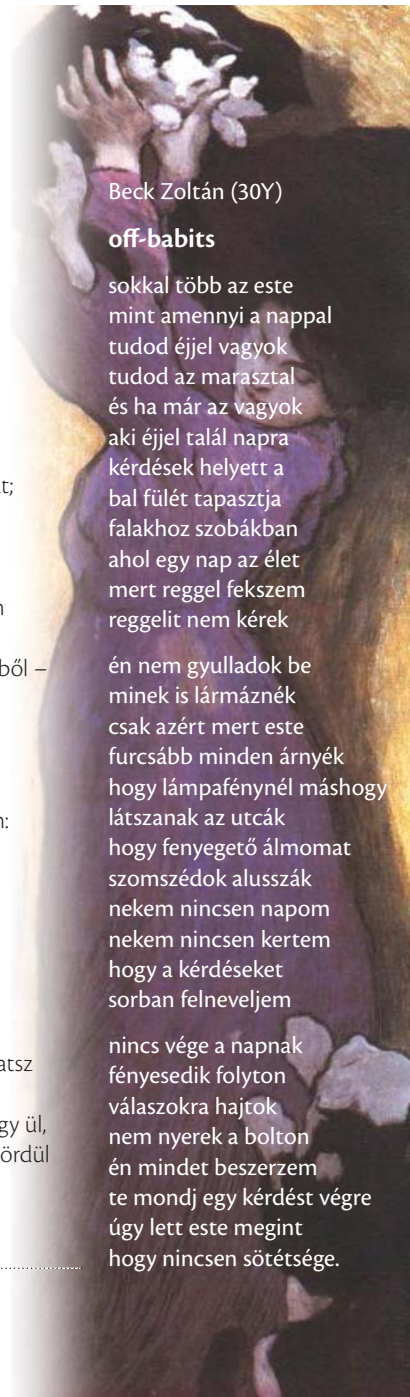 t;
n
ből –
n:
atsz
gy ül,
ördül
Beck Zoltán (30Y)
off-babits
sokkal több az este
mint amennyi a nappal
tudod éjjel vagyok
tudod az marasztal
és ha már az vagyok
aki éjjel talál napra
kérdések helyett a
bal fülét tapasztja
falakhoz szobákban
ahol egy nap az élet
mert reggel fekszem
reggelit nem kérek
én nem gyulladok be
minek is lármáznék
csak azért mert este
furcsább minden árnyék
hogy lámpafénynél máshogy
látszanak az utcák
hogy fenyegető álmomat
szomszédok alusszák
nekem nincsen napom
nekem nincsen kertem
hogy a kérdéseket
sorban felneveljem
nincs vége a napnak
fényesedik folyton
válaszokra hajtok
nem nyerek a bolton
én mindet beszerzem
te mondj egy kérdést végre
úgy lett este megint
hogy nincsen sötétsége.